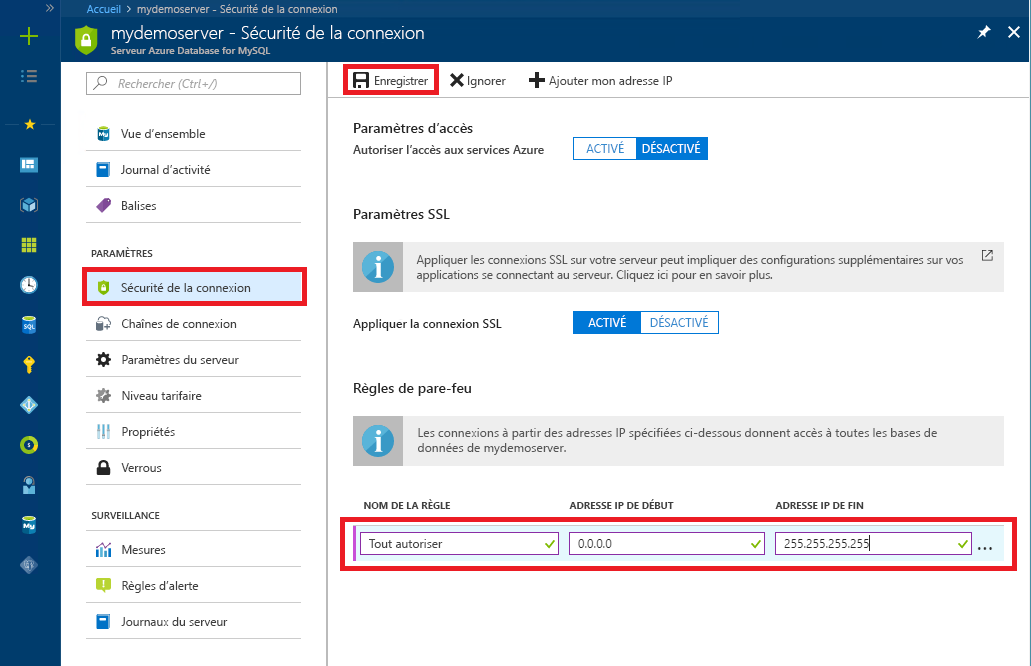 Accueil > mydemoserver - Sécurité de la connexion
mydemoserver - Sécurité de la connexion
Serveur Azure Database for MySQL
Rechercher (Ctrl+/)
Vue d’ensemble
Journal d’activité
Balises
PARAMÈTRES
Sécurité de la connexion
Chaînes de connexion
Paramètres du serveur
Niveau tarifaire
Propriétés
Verrous
SURVEILLANCE
Mesures
Règles d’alerte
Journaux du serveur
Enregistrer Ignorer Ajouter mon adresse IP
Paramètres d’accès
Autoriser l’accès aux services Azure ACTIVÉ DÉSACTIVÉ
Paramètres SSL
Appliquer les connexions SSL sur votre serveur peut impliquer des configurations supplémentaires sur vos
applications se connectant au serveur. Cliquez ici pour en savoir plus.
Appliquer la connexion SSL ACTIVÉ DÉSACTIVÉ
Règles de pare-feu
Les connexions à partir des adresses IP spécifiées ci-dessous donnent accès à toutes les bases de
données de mydemoserver.
NOM DE LA RÈGLE ADRESSE IP DE DÉBUT ADRESSE IP DE FIN
Tout autoriser 0.0.0.0 255.255.255.255 ...
SQL
My
My